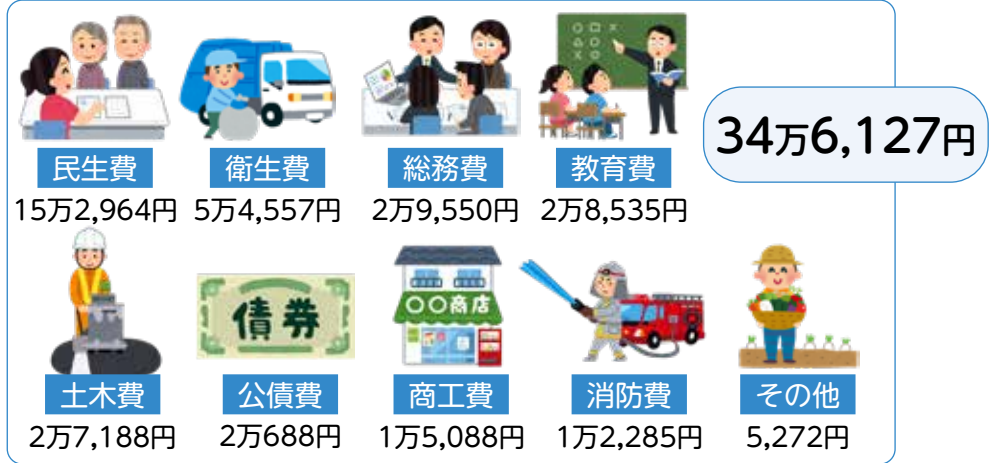 34万6,127円
民生費
15万2,964円
衛生費
5万4,557円
総務費
2万9,550円
教育費
2万8,535円
土木費
2万7,188円
債券
公債費
2万688円
〇〇商店
商工費
1万5,088円
消防費
1万2,285円
その他
5,272円